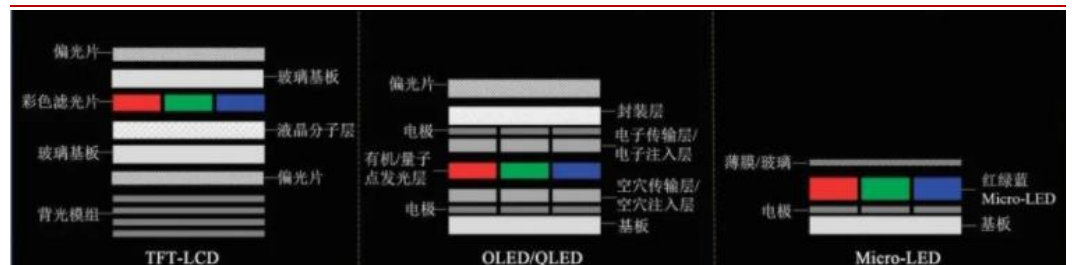 偏光片
玻璃基板
彩色滤光片
液晶分子层
玻璃基板
偏光片
背光模组
TFT-LCD
偏光片
封装层
电极
电子传输层/
电子注入层
有机/量子
点发光层
空穴传输层/
空穴注入层
电极
基板
OLED/QLED
薄膜/玻璃
红绿蓝
Micro-LED
电极
基板
Micro-LED